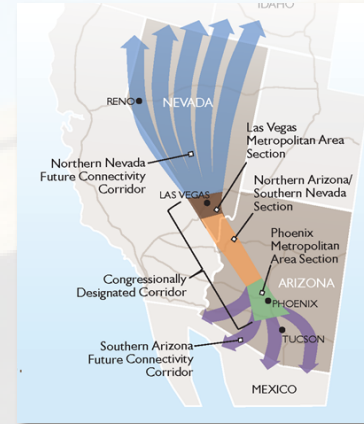 IDAHO
RENO
NEVADA
Las Vegas
Metropolitan Area
Section
Northern Nevada
Future Connectivity
Corridor
LAS VEGAS
Northern Arizona/
Southern Nevada
Section
Phoenix
Metropolitan
Area Section
Congressionally
Designated Corridor
ARIZONA
PHOENIX
TUCSON
Southern Arizona
Future Connectivity
Corridor
MEXICO